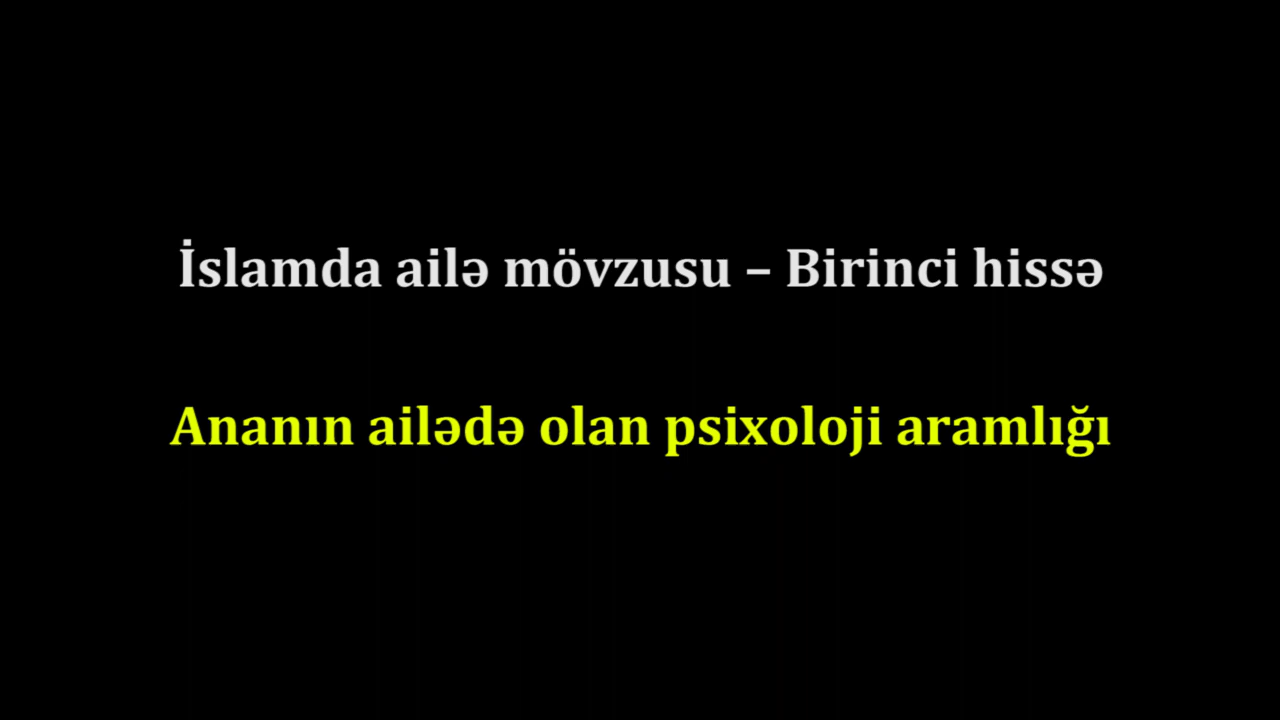 İslamda ailə mövzusu – Birinci hissə
Ananın ailədə olan psixoloji aramlığı